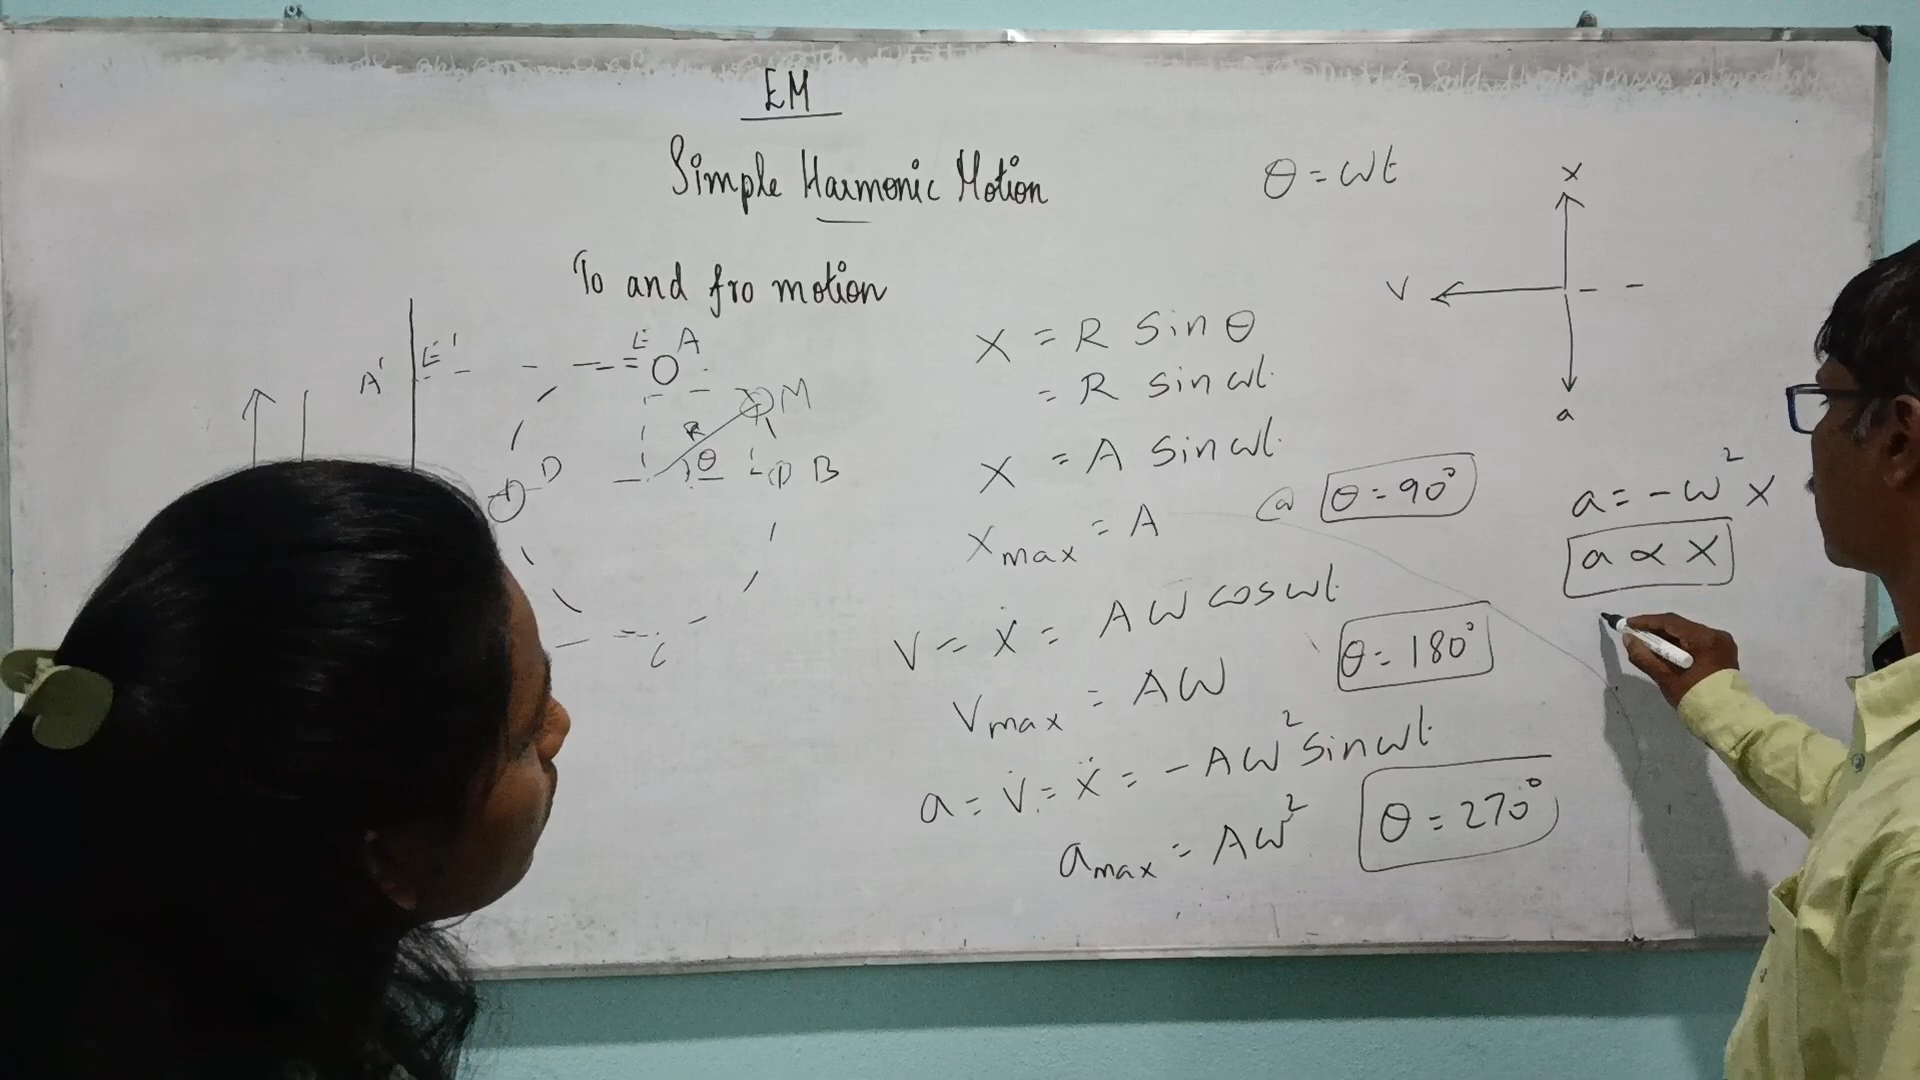 EM
Simple Harmonic Motion
To and fro motion
A' E' E A
M
R
D θ B
C
X = R sin θ
= R sin ωt
X = A sin ωt
Xmax = A @ θ = 90°
V = Ẋ = Aω cos ωt
Vmax = Aω θ = 180°
a = V̇ = Ẍ = - Aω² sin ωt
amax = Aω² θ = 270°
θ = ωt
X
V
a
a = -ω² X
a ∝ X